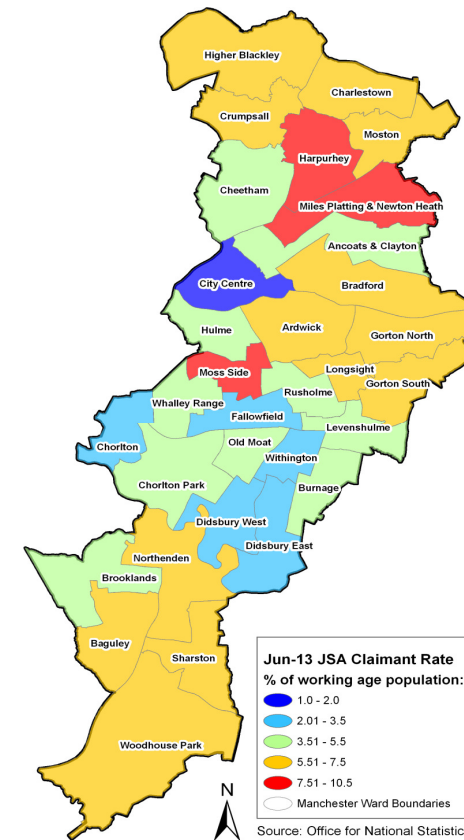 Higher Blackley
Charlestown
Crumpsall
Moston
Harpurhey
Cheetham
Miles Platting & Newton Heath
Ancoats & Clayton
City Centre
Bradford
Hulme
Ardwick
Gorton North
Moss Side
Longsight
Gorton South
Rusholme
Whalley Range
Fallowfield
Levenshulme
Chorlton
Old Moat
Withington
Chorlton Park
Burnage
Didsbury West
Didsbury East
Northenden
Brooklands
Baguley
Sharston
Woodhouse Park
Jun-13 JSA Claimant Rate
% of working age population:
1.0 - 2.0
2.01 - 3.5
3.51 - 5.5
5.51 - 7.5
7.51 - 10.5
Manchester Ward Boundaries
N
Source: Office for National Statistic